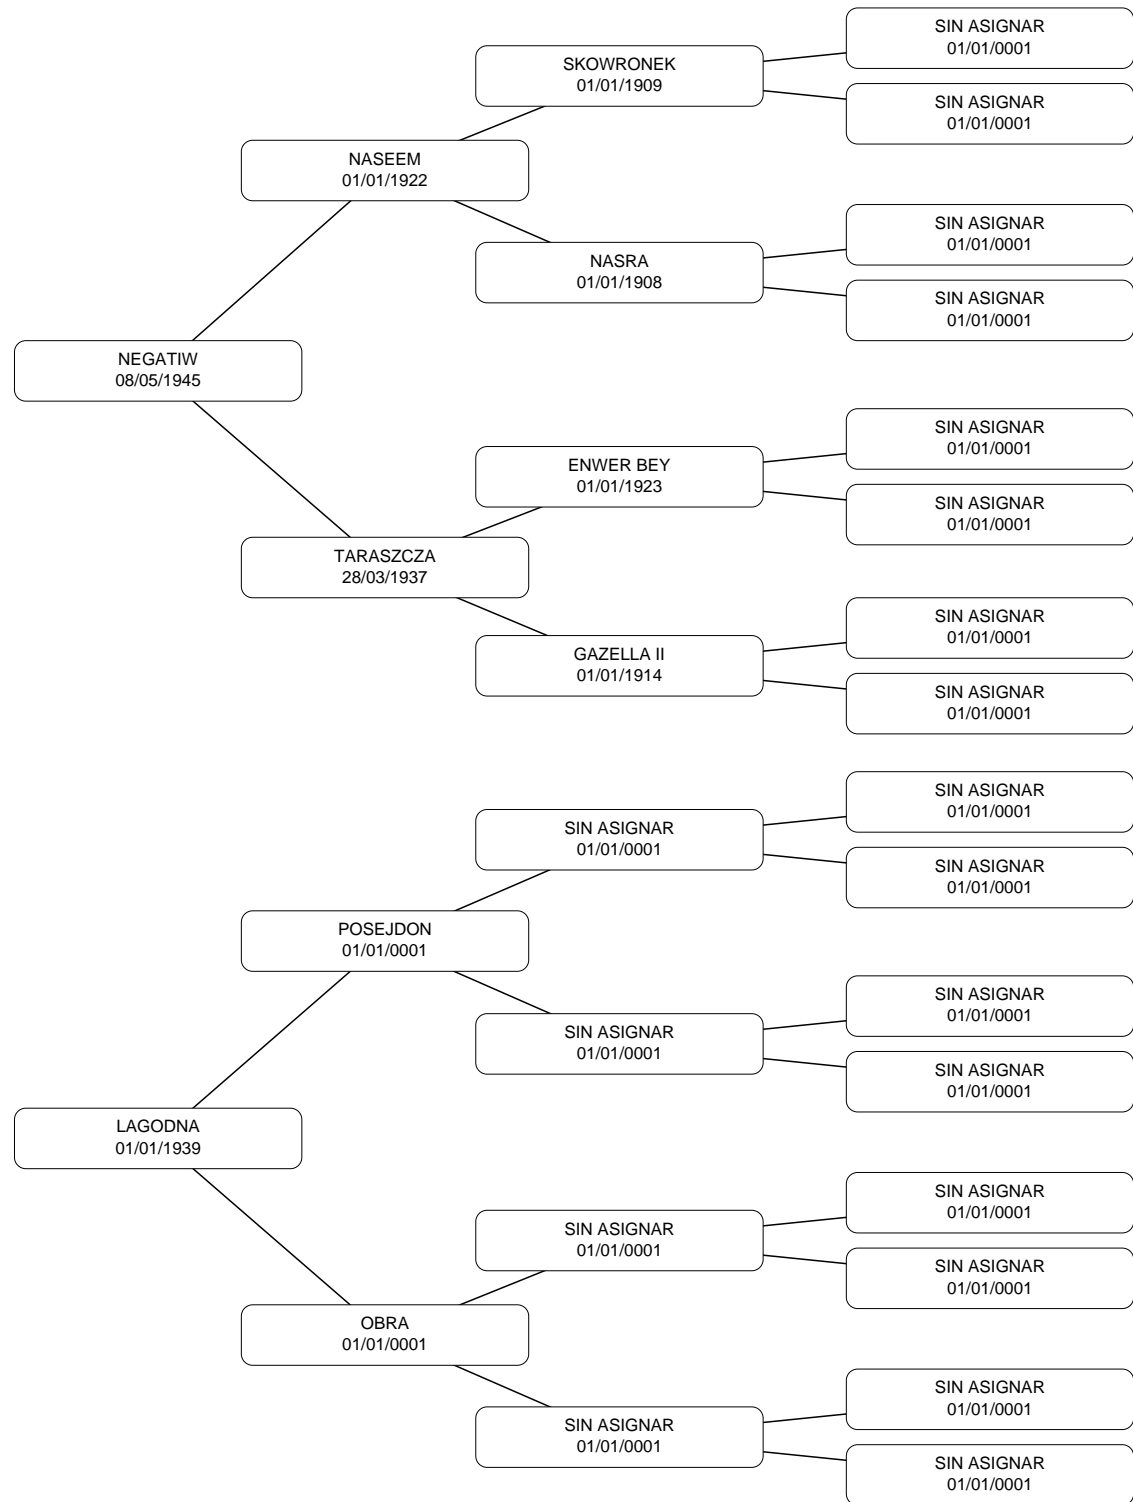 SIN ASIGNAR
01/01/0001
SKOWRONEK
01/01/1909
SIN ASIGNAR
01/01/0001
NASEEM
01/01/1922
SIN ASIGNAR
01/01/0001
NASRA
01/01/1908
SIN ASIGNAR
01/01/0001
NEGATIW
08/05/1945
SIN ASIGNAR
01/01/0001
ENWER BEY
01/01/1923
SIN ASIGNAR
01/01/0001
TARASZCZA
28/03/1937
SIN ASIGNAR
01/01/0001
GAZELLA II
01/01/1914
SIN ASIGNAR
01/01/0001
SIN ASIGNAR
01/01/0001
SIN ASIGNAR
01/01/0001
SIN ASIGNAR
01/01/0001
POSEJDON
01/01/0001
SIN ASIGNAR
01/01/0001
SIN ASIGNAR
01/01/0001
SIN ASIGNAR
01/01/0001
LAGODNA
01/01/1939
SIN ASIGNAR
01/01/0001
SIN ASIGNAR
01/01/0001
SIN ASIGNAR
01/01/0001
OBRA
01/01/0001
SIN ASIGNAR
01/01/0001
SIN ASIGNAR
01/01/0001
SIN ASIGNAR
01/01/0001